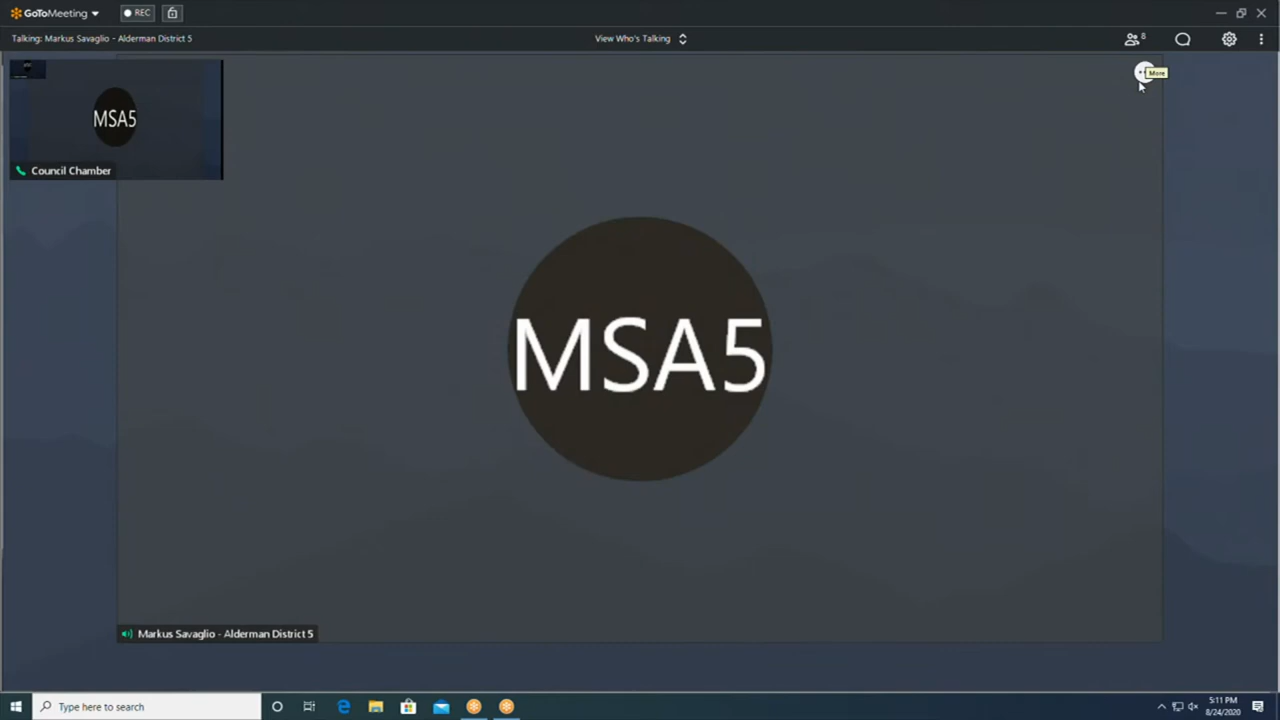 GoToMeeting
REC
Talking: Markus Savaglio - Alderman District 5
View Who's Talking
8
More
MSA5
Council Chamber
MSA5
Markus Savaglio - Alderman District 5
Type here to search
5:11 PM
8/24/2020